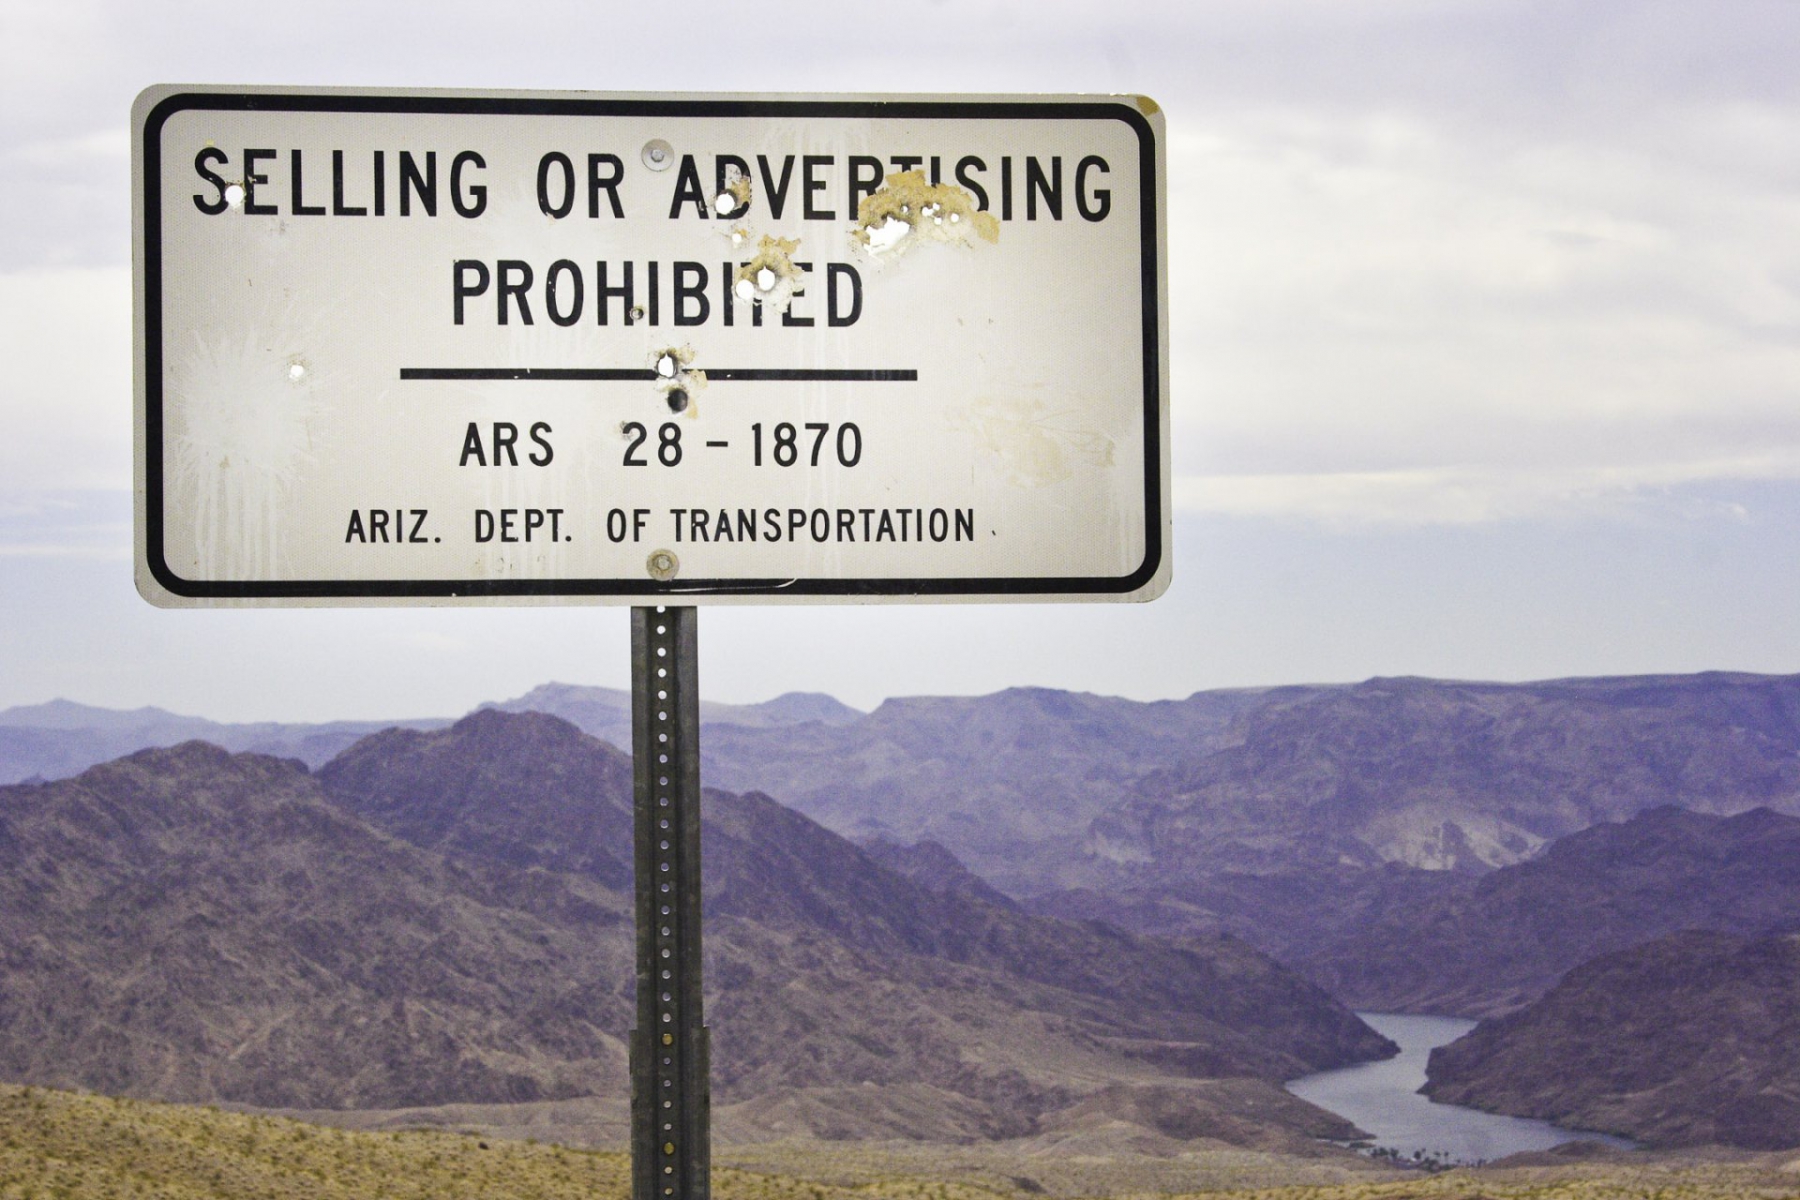 SELLING OR ADVERTISING
PROHIBITED
ARS 28-1870
ARIZ. DEPT. OF TRANSPORTATION